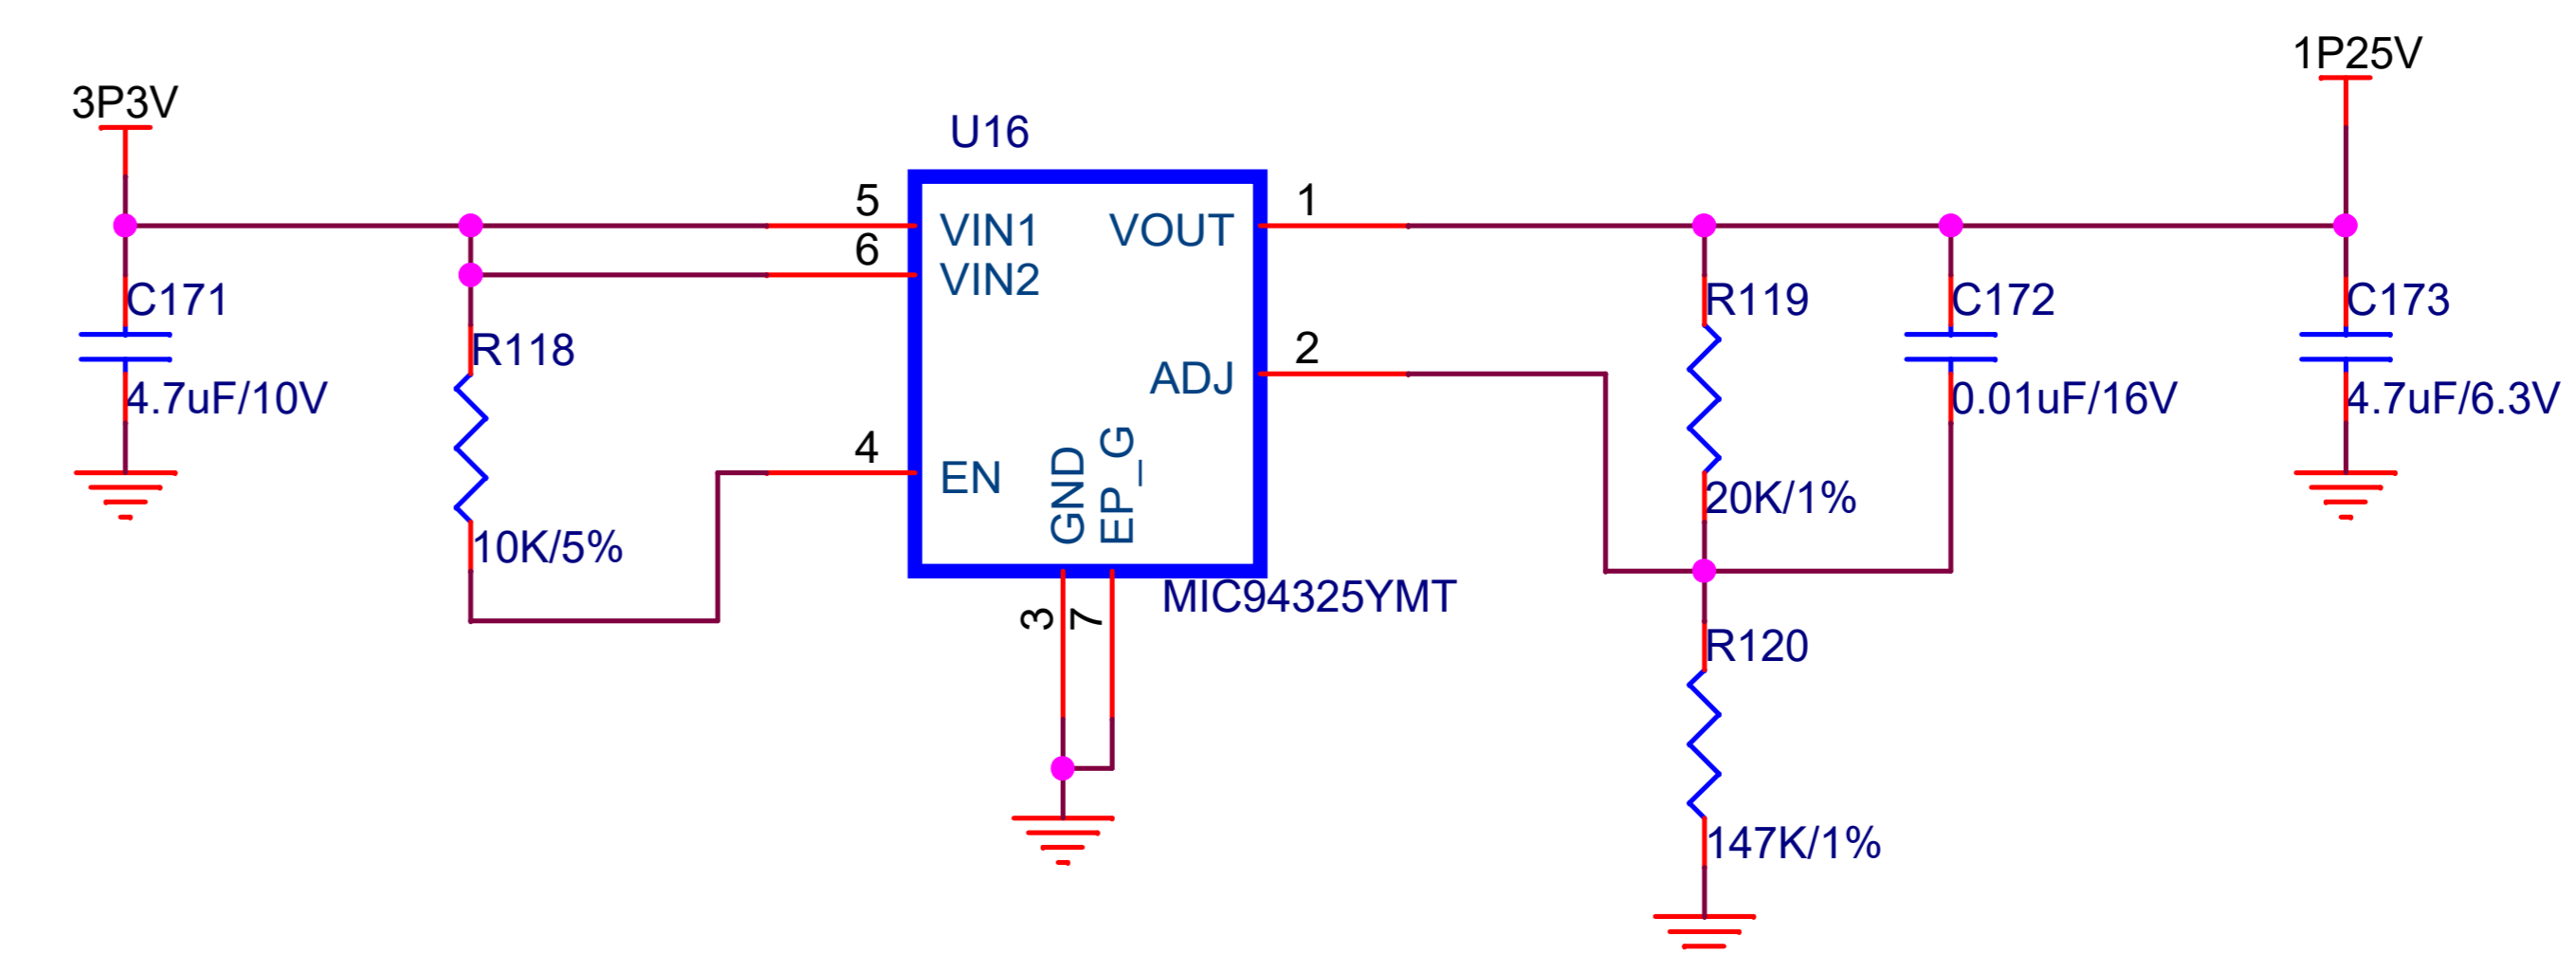 1P25V
3P3V
U16
5
VIN1
VOUT
1
6
VIN2
C171
4.7uF/10V
R118
10K/5%
ADJ
2
4
EN
GND
EP_G
3
7
MIC94325YMT
R119
20K/1%
C172
0.01uF/16V
C173
4.7uF/6.3V
R120
147K/1%